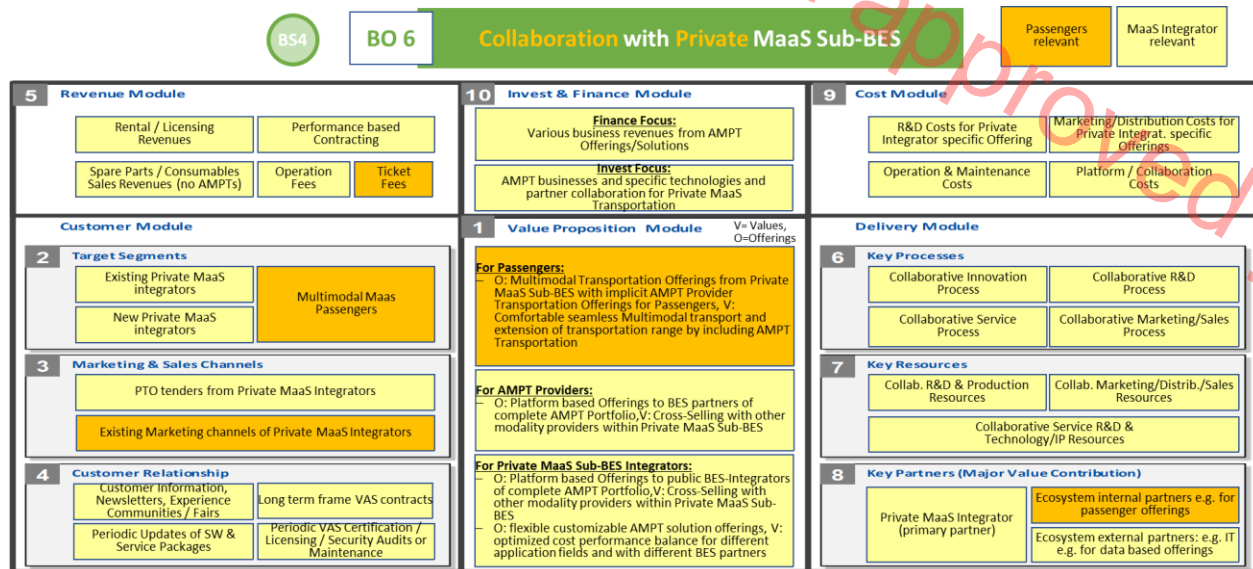 BS4
BO 6
Collaboration with Private MaaS Sub-BES
Passengers
relevant
MaaS Integrator
relevant
approved
5
Revenue Module
Rental / Licensing
Revenues
Performance based
Contracting
Spare Parts / Consumables
Sales Revenues (no AMPTs)
Operation
Fees
Ticket
Fees
10
Invest & Finance Module
Finance Focus:
Various business revenues from AMPT
Offerings/Solutions
Invest Focus:
AMPT businesses and specific technologies and
partner collaboration for Private MaaS
Transportation
9
Cost Module
R&D Costs for Private
Integrator specific Offering
Marketing/Distribution Costs for
Private Integrat. specific
Offerings
Operation & Maintenance
Costs
Platform / Collaboration
Costs
Customer Module
2
Target Segments
Existing Private MaaS
integrators
New Private MaaS
integrators
Multimodal Maas
Passengers
3
Marketing & Sales Channels
PTO tenders from Private MaaS Integrators
Existing Marketing channels of Private MaaS Integrators
4
Customer Relationship
Customer Information,
Newsletters, Experience
Communities / Fairs
Long term frame VAS contracts
Periodic Updates of SW &
Service Packages
Periodic VAS Certification /
Licensing / Security Audits or
Maintenance
1
Value Proposition Module
V= Values,
O=Offerings
For Passengers:
– O: Multimodal Transportation Offerings from Private
MaaS Sub-BES with implicit AMPT Provider
Transportation Offerings for Passengers, V:
Comfortable seamless Multimodal transport and
extension of transportation range by including AMPT
Transportation
For AMPT Providers:
– O: Platform based Offerings to BES partners of
complete AMPT Portfolio,V: Cross-Selling with other
modality providers within Private MaaS Sub-BES
For Private MaaS Sub-BES Integrators:
– O: Platform based Offerings to public BES-Integrators
of complete AMPT Portfolio,V: Cross-Selling with
other modality providers within Private MaaS Sub-
BES
– O: flexible customizable AMPT solution offerings, V:
optimized cost performance balance for different
application fields and with different BES partners
Delivery Module
6
Key Processes
Collaborative Innovation
Process
Collaborative R&D
Process
Collaborative Service
Process
Collaborative Marketing/Sales
Process
7
Key Resources
Collab. R&D & Production
Resources
Collab. Marketing/Distrib./Sales
Resources
Collaborative Service R&D &
Technology/IP Resources
8
Key Partners (Major Value Contribution)
Private MaaS Integrator
(primary partner)
Ecosystem internal partners e.g. for
passenger offerings
Ecosystem external partners: e.g. IT
e.g. for data based offerings